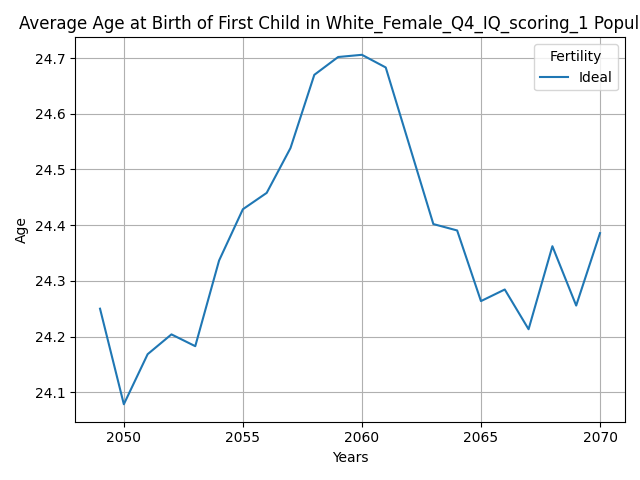 Average Age at Birth of First Child in White_Female_Q4_IQ_scoring_1 Popul
Fertility
Ideal
24.7
24.6
24.5
24.4
24.3
24.2
24.1
Age
2050 2055 2060 2065 2070
Years